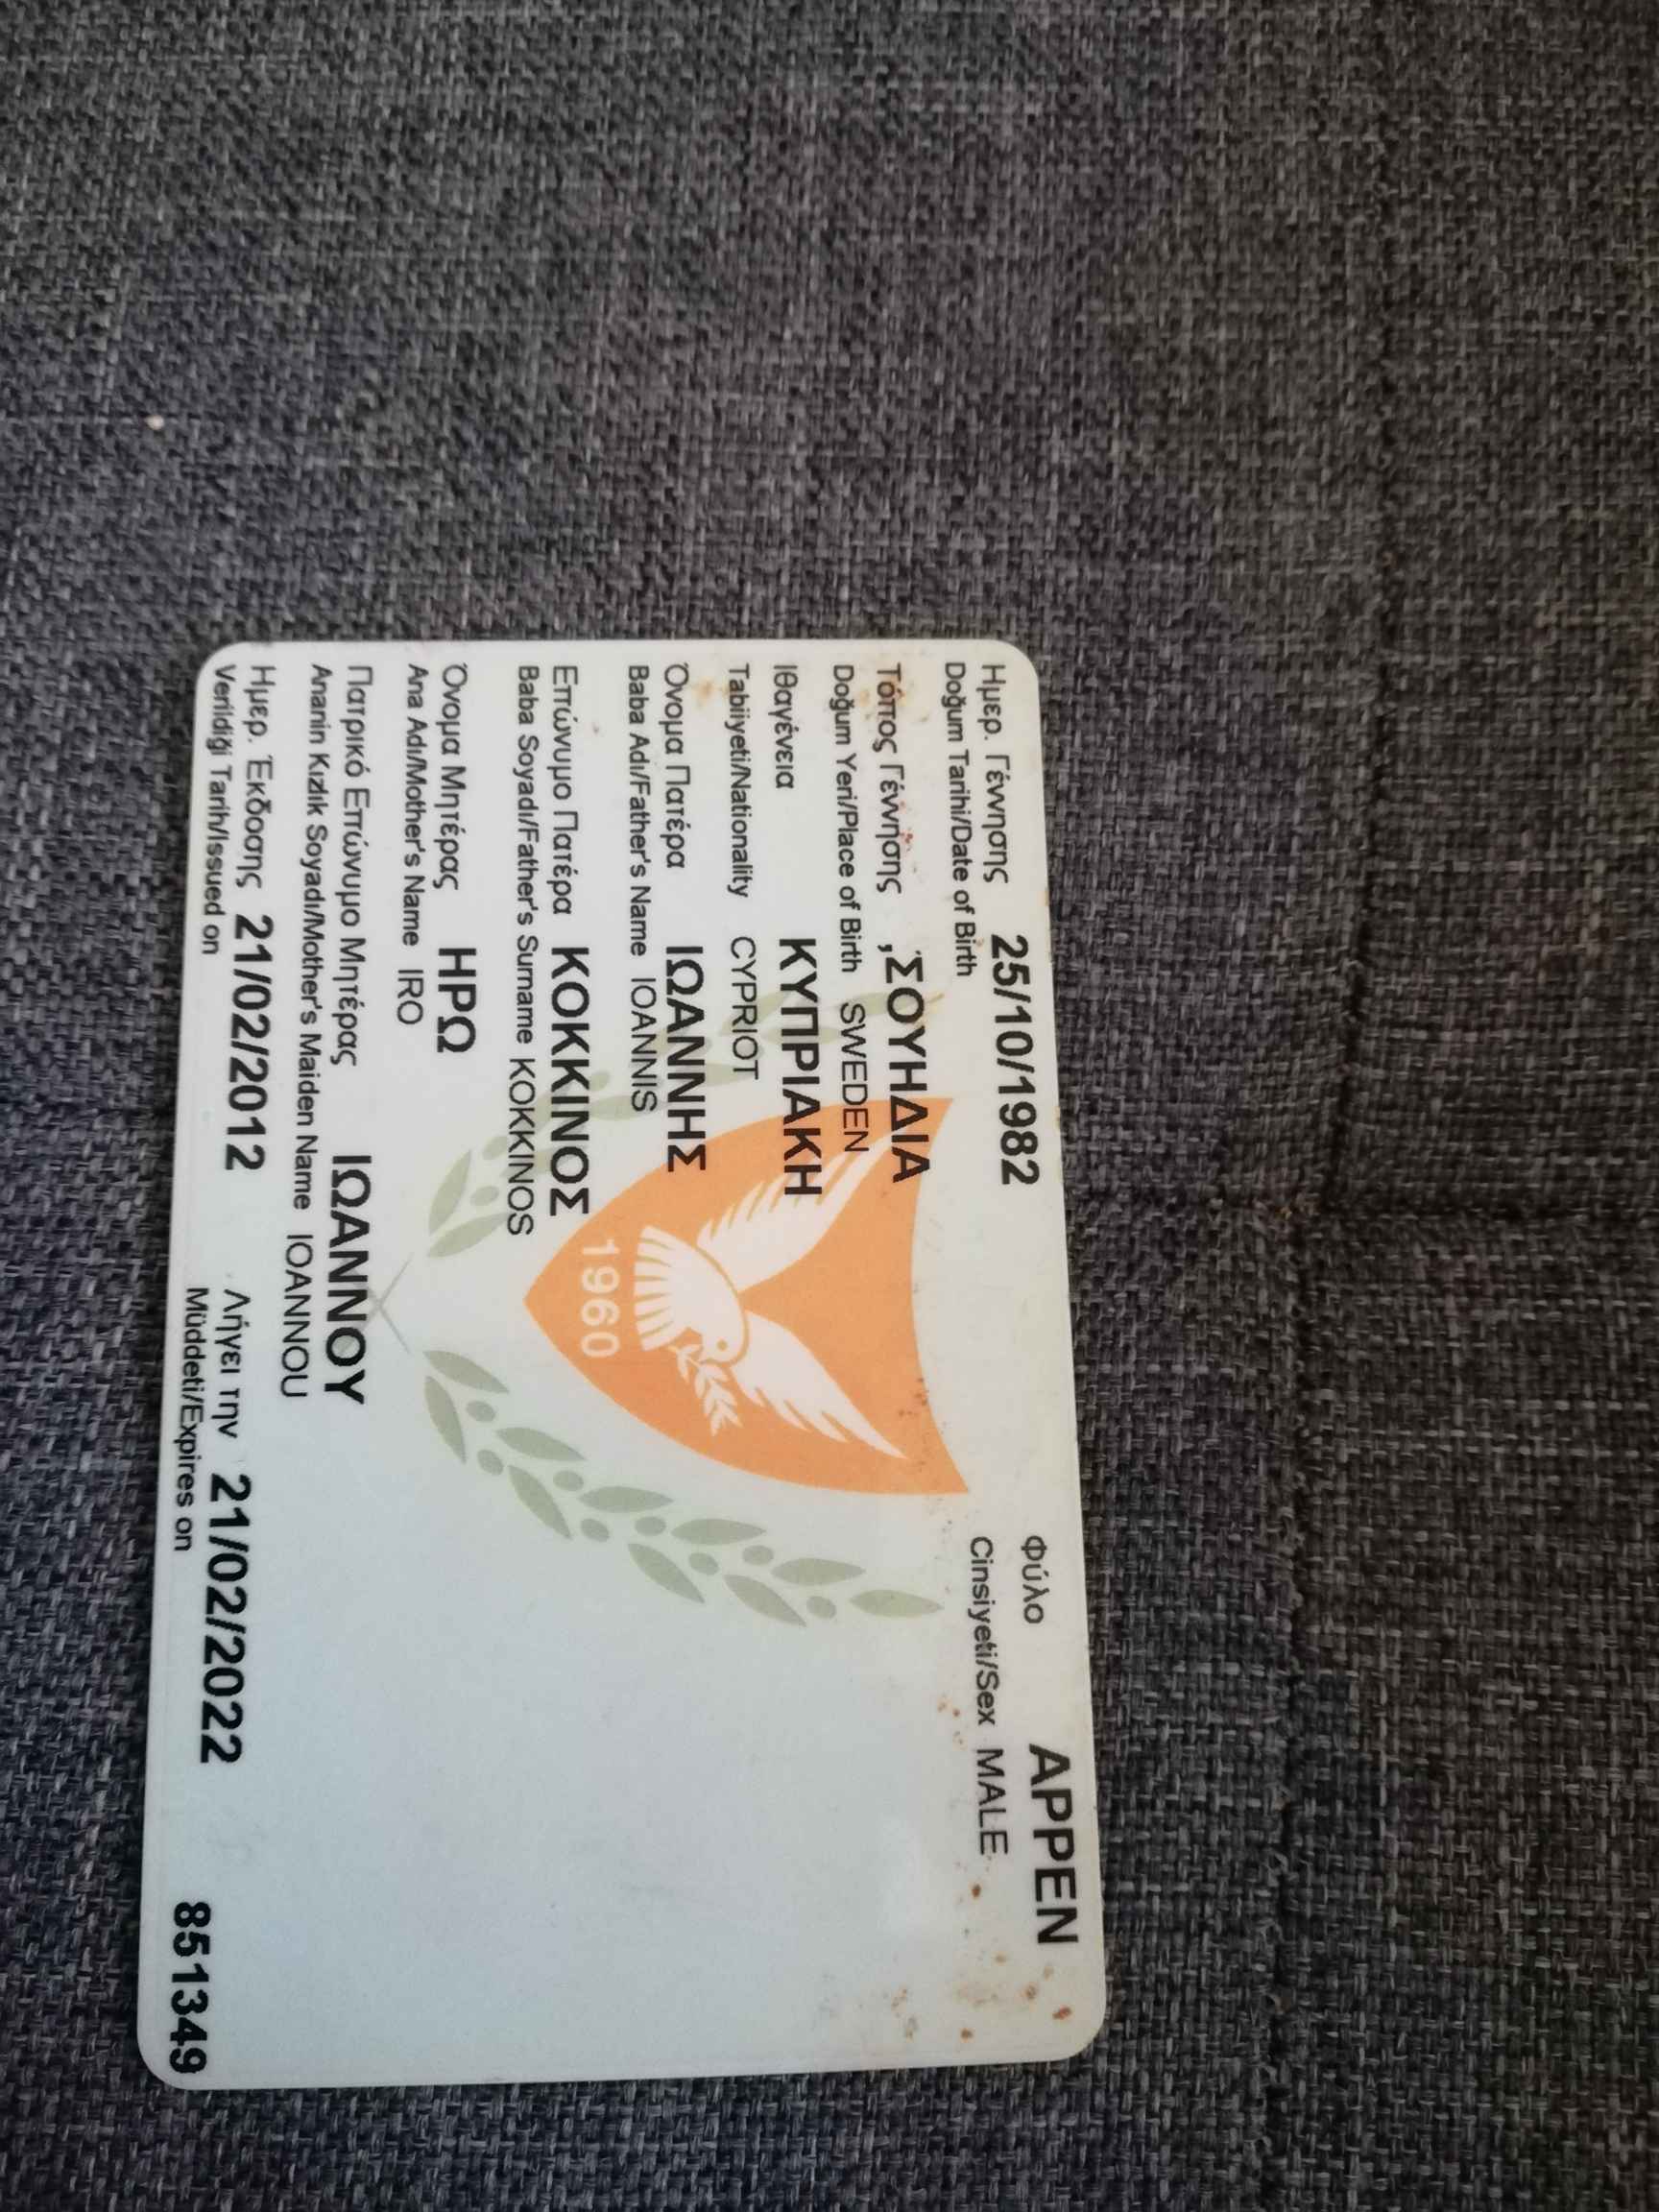 Ημερ. Γέννησης 25/10/1982 Φύλο ΑΡΡΕΝ
Doğum Tarihi/Date of Birth Cinsiyeti/Sex MALE
Τόπος Γέννησης ,ΣΟΥΗΔΙΑ
Doğum Yeri/Place of Birth SWEDEN
Ιθαγένεια ΚΥΠΡΙΑΚΗ
Tabiiyeti/Nationality CYPRIOT
Όνομα Πατέρα ΙΩΑΝΝΗΣ
Baba Adı/Father's Name IOANNIS
Επώνυμο Πατέρα ΚΟΚΚΙΝΟΣ
Baba Soyadı/Father's Surname KOKKINOS
1960
Όνομα Μητέρας ΗΡΩ
Ana Adı/Mother's Name IRO
Πατρικό Επώνυμο Μητέρας ΙΩΑΝΝΟΥ
Ananin Kızlık Soyadı/Mother's Maiden Name IOANNOU
Ημερ. Έκδοσης 21/02/2012 Λήγει την 21/02/2022
Verildiği Tarih/Issued on Müddeti/Expires on 851349